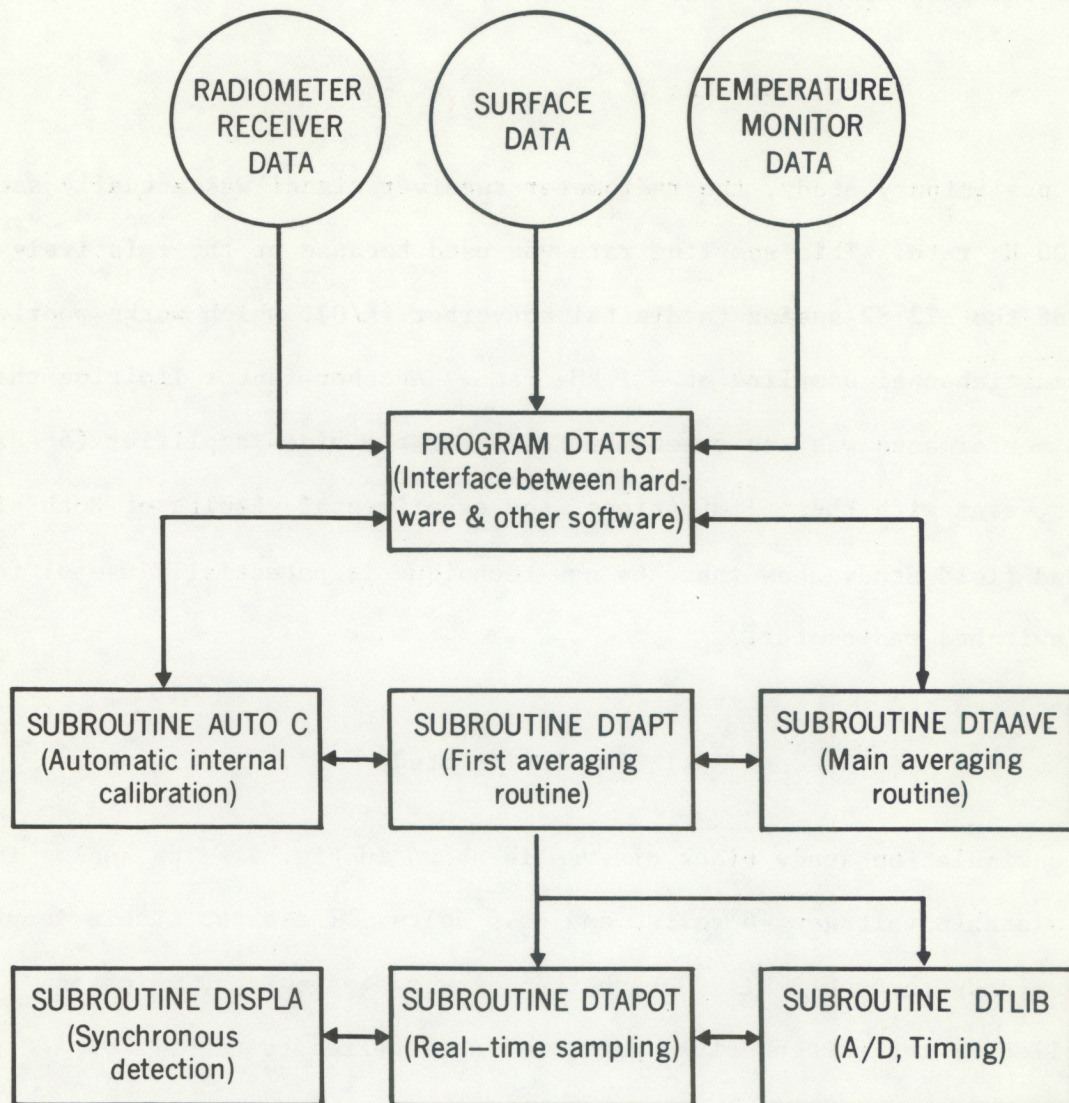 RADIOMETER
RECEIVER
DATA
SURFACE
DATA
TEMPERATURE
MONITOR
DATA
PROGRAM DTATST
(Interface between hard-
ware & other software)
SUBROUTINE AUTO C
(Automatic internal
calibration)
SUBROUTINE DTAPT
(First averaging
routine)
SUBROUTINE DTAAVE
(Main averaging
routine)
SUBROUTINE DISPLA
(Synchronous
detection)
SUBROUTINE DTAPOT
(Real--time sampling)
SUBROUTINE DTLIB
(A/D, Timing)